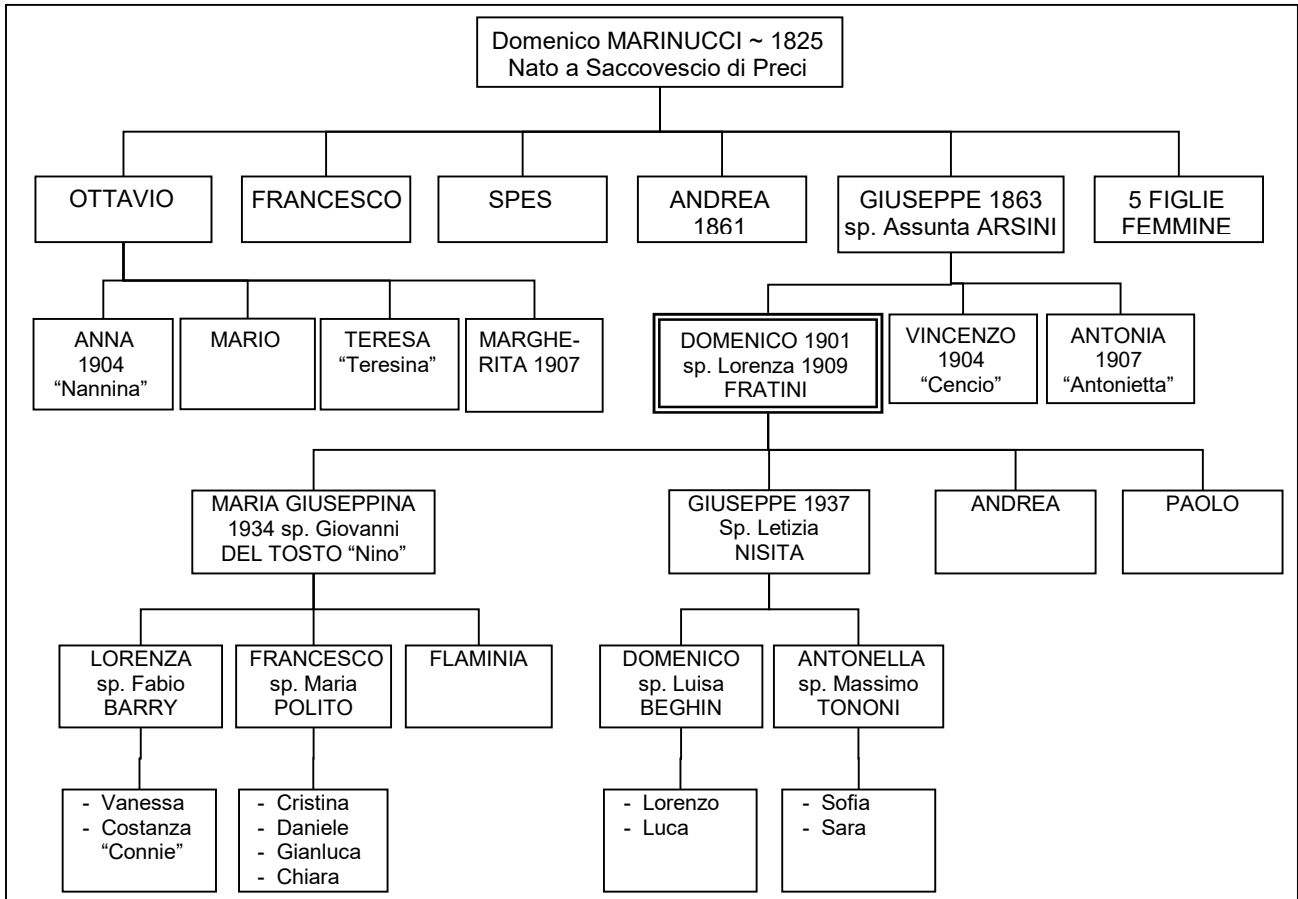 Domenico MARINUCCI ~ 1825
Nato a Saccovescio di Preci
OTTAVIO
FRANCESCO
SPES
ANDREA
1861
GIUSEPPE 1863
sp. Assunta ARSINI
5 FIGLIE
FEMMINE
ANNA
1904
“Nannina”
MARIO
TERESA
“Teresina”
MARGHE-
RITA 1907
DOMENICO 1901
sp. Lorenza 1909
FRATINI
VINCENZO
1904
“Cencio”
ANTONIA
1907
“Antonietta”
MARIA GIUSEPPINA
1934 sp. Giovanni
DEL TOSTO “Nino”
GIUSEPPE 1937
Sp. Letizia
NISITA
ANDREA
PAOLO
LORENZA
sp. Fabio
BARRY
FRANCESCO
sp. Maria
POLITO
FLAMINIA
DOMENICO
sp. Luisa
BEGHIN
ANTONELLA
sp. Massimo
TONONI
- Vanessa
- Costanza
“Connie”
- Cristina
- Daniele
- Gianluca
- Chiara
- Lorenzo
- Luca
- Sofia
- Sara